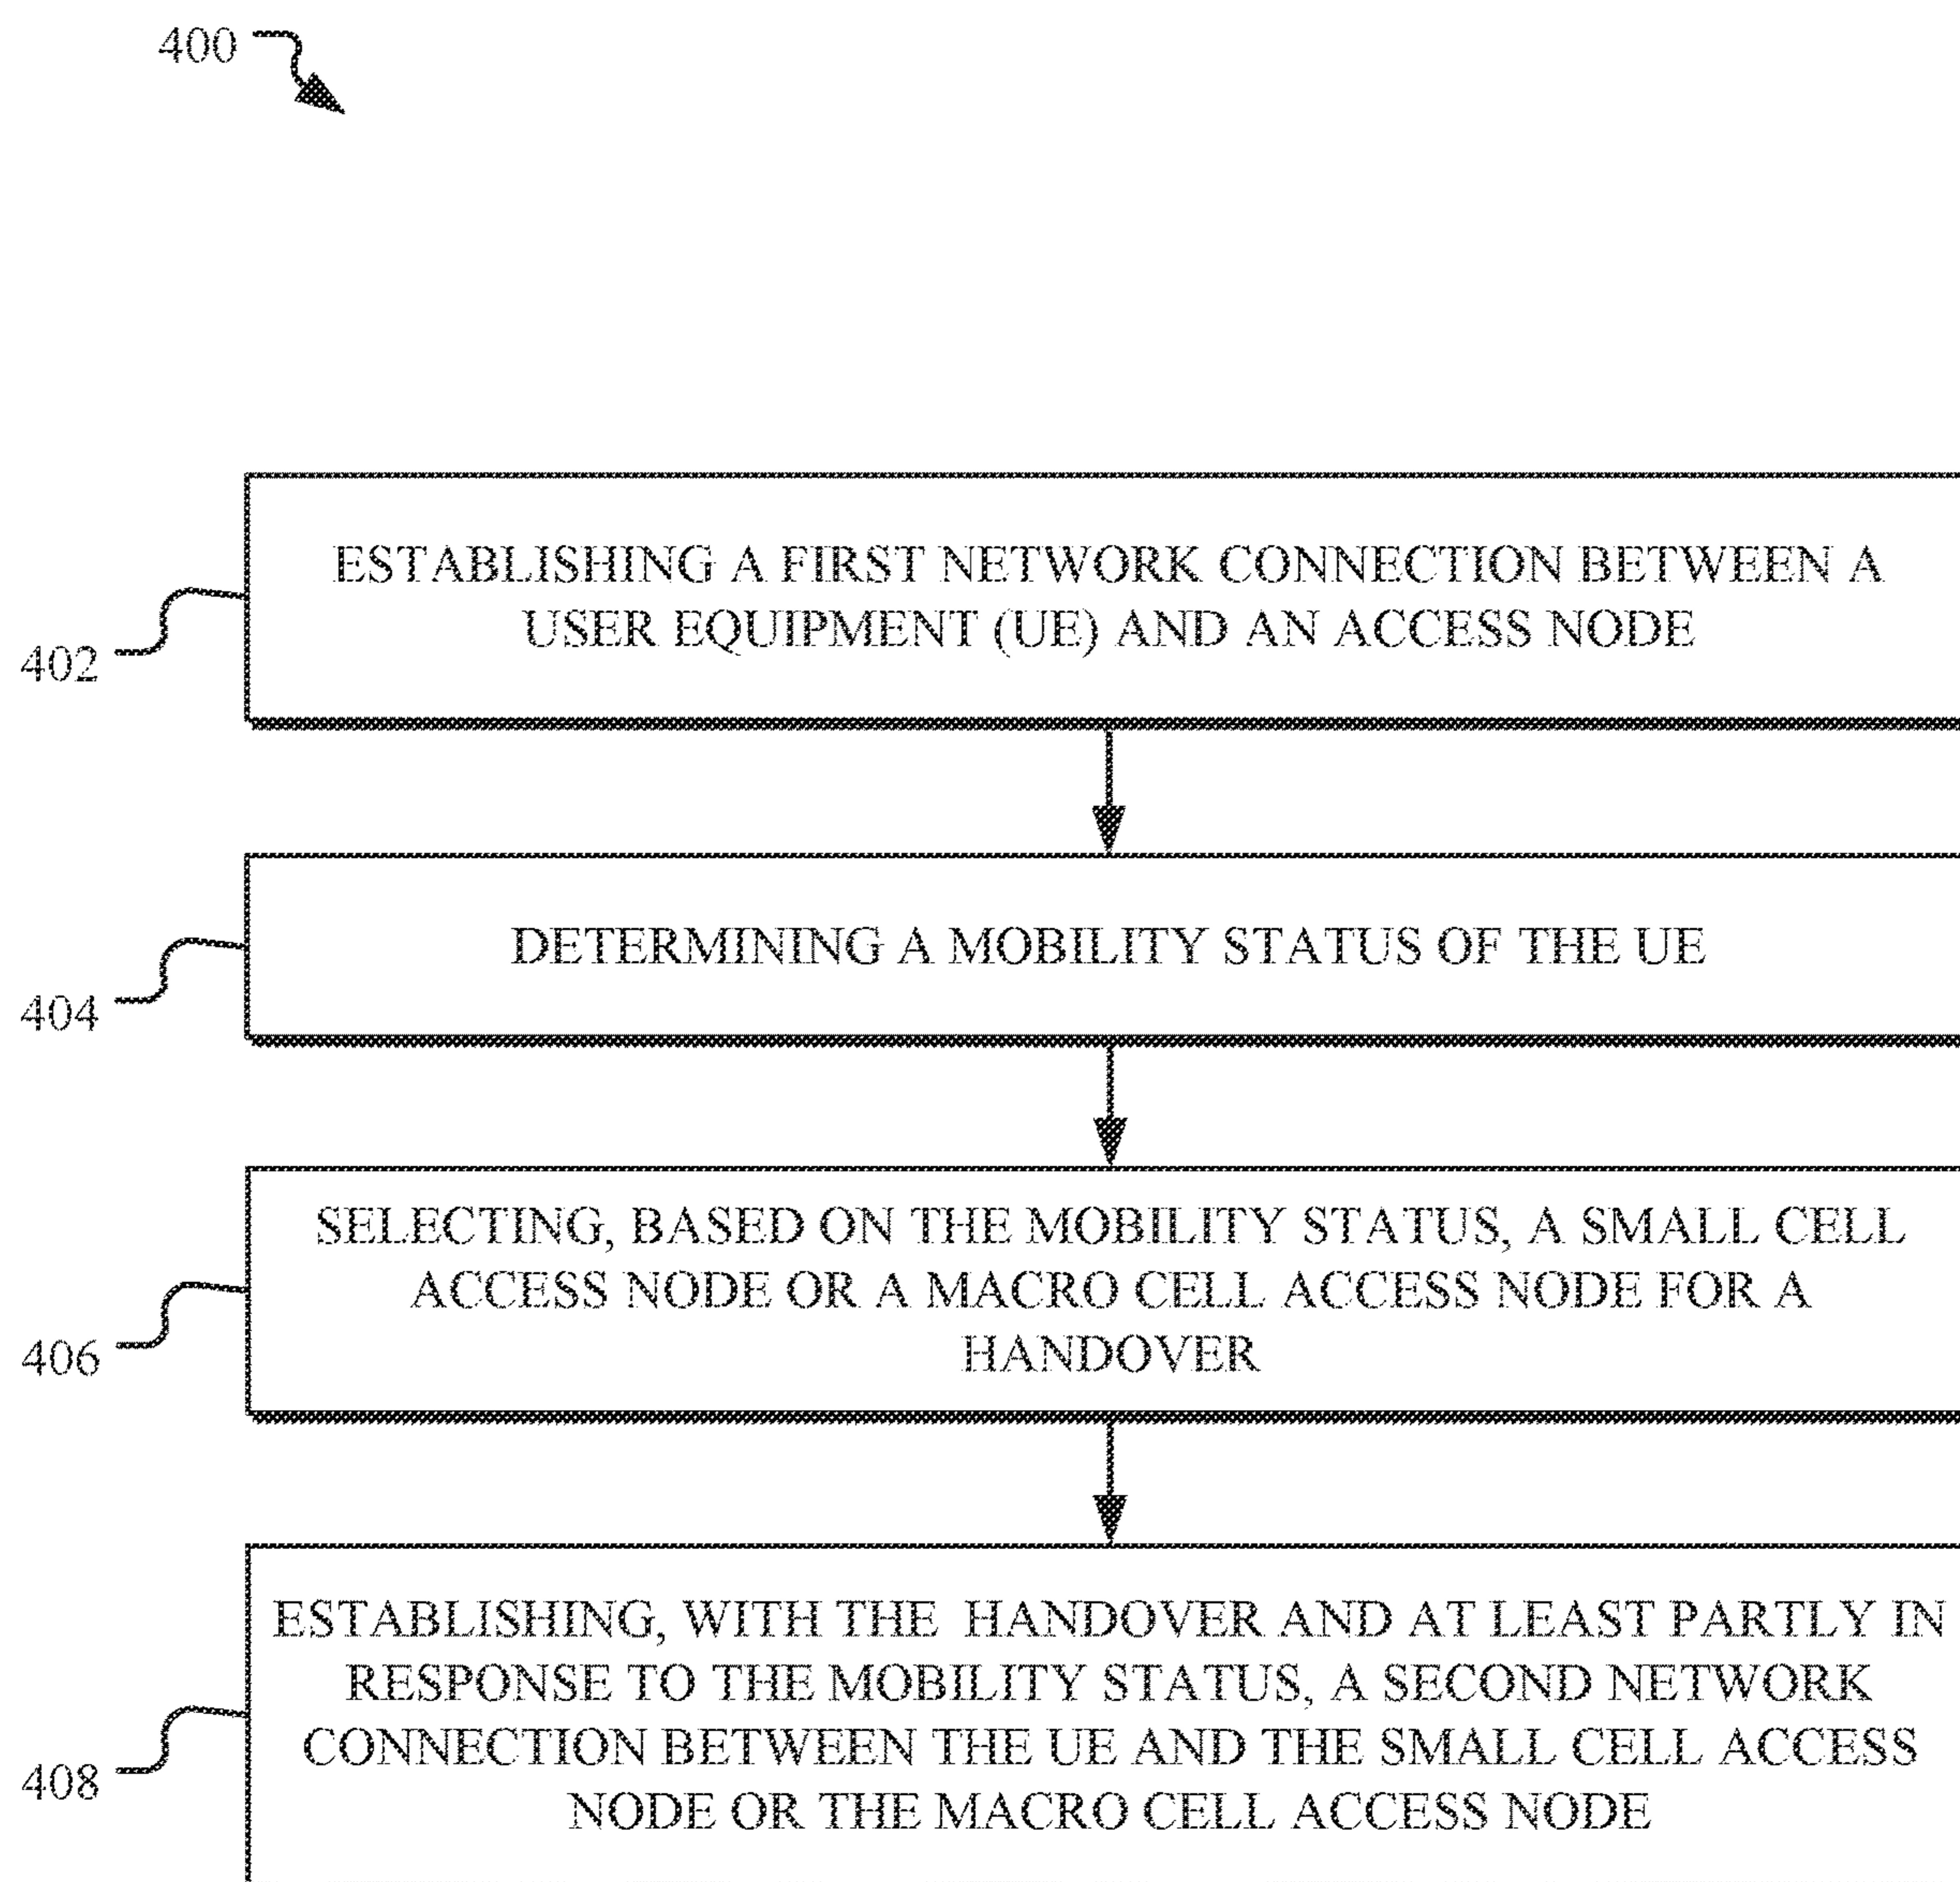 400
ESTABLISHING A FIRST NETWORK CONNECTION BETWEEN A
USER EQUIPMENT (UE) AND AN ACCESS NODE
402
DETERMINING A MOBILITY STATUS OF THE UE
404
SELECTING, BASED ON THE MOBILITY STATUS, A SMALL CELL
ACCESS NODE OR A MACRO CELL ACCESS NODE FOR A
HANDOVER
406
ESTABLISHING, WITH THE HANDOVER AND AT LEAST PARTLY IN
RESPONSE TO THE MOBILITY STATUS, A SECOND NETWORK
CONNECTION BETWEEN THE UE AND THE SMALL CELL ACCESS
NODE OR THE MACRO CELL ACCESS NODE
408